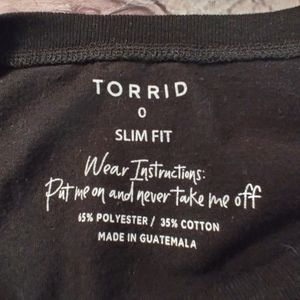 TORRID
0
SLIM FIT
Wear Instructions:
Put me on and never take me off
65% POLYESTER / 35% COTTON
MADE IN GUATEMALA